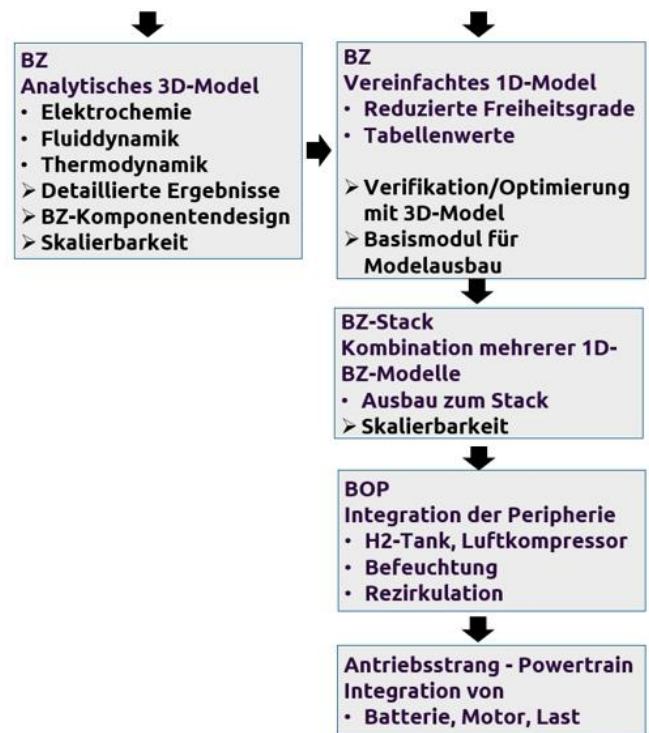 BZ
Analytisches 3D-Model
• Elektrochemie
• Fluiddynamik
• Thermodynamik
➢ Detaillierte Ergebnisse
➢ BZ-Komponentendesign
➢ Skalierbarkeit
BZ
Vereinfachtes 1D-Model
• Reduzierte Freiheitsgrade
• Tabellenwerte
➢ Verifikation/Optimierung
mit 3D-Model
➢ Basismodul für
Modelausbau
BZ-Stack
Kombination mehrerer 1D-
BZ-Modelle
• Ausbau zum Stack
➢ Skalierbarkeit
BOP
Integration der Peripherie
• H2-Tank, Luftkompressor
• Befeuchtung
• Rezirkulation
Antriebsstrang - Powertrain
Integration von
• Batterie, Motor, Last